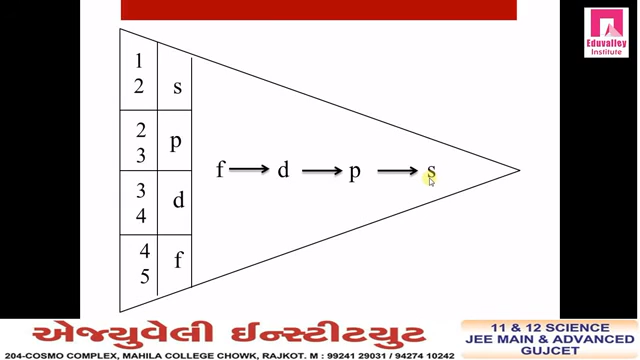 Eduvalley
Institute
1
2 s
2
3 p
3
4 d
4
5 f
f → d → p → s
એજ્યુવેલી ઇન્સ્ટીટ્યુટ
204-COSMO COMPLEX, MAHILA COLLEGE CHOWK, RAJKOT. M : 99241 29031 / 94274 10242
11 & 12 SCIENCE
JEE MAIN & ADVANCED
GUJCET